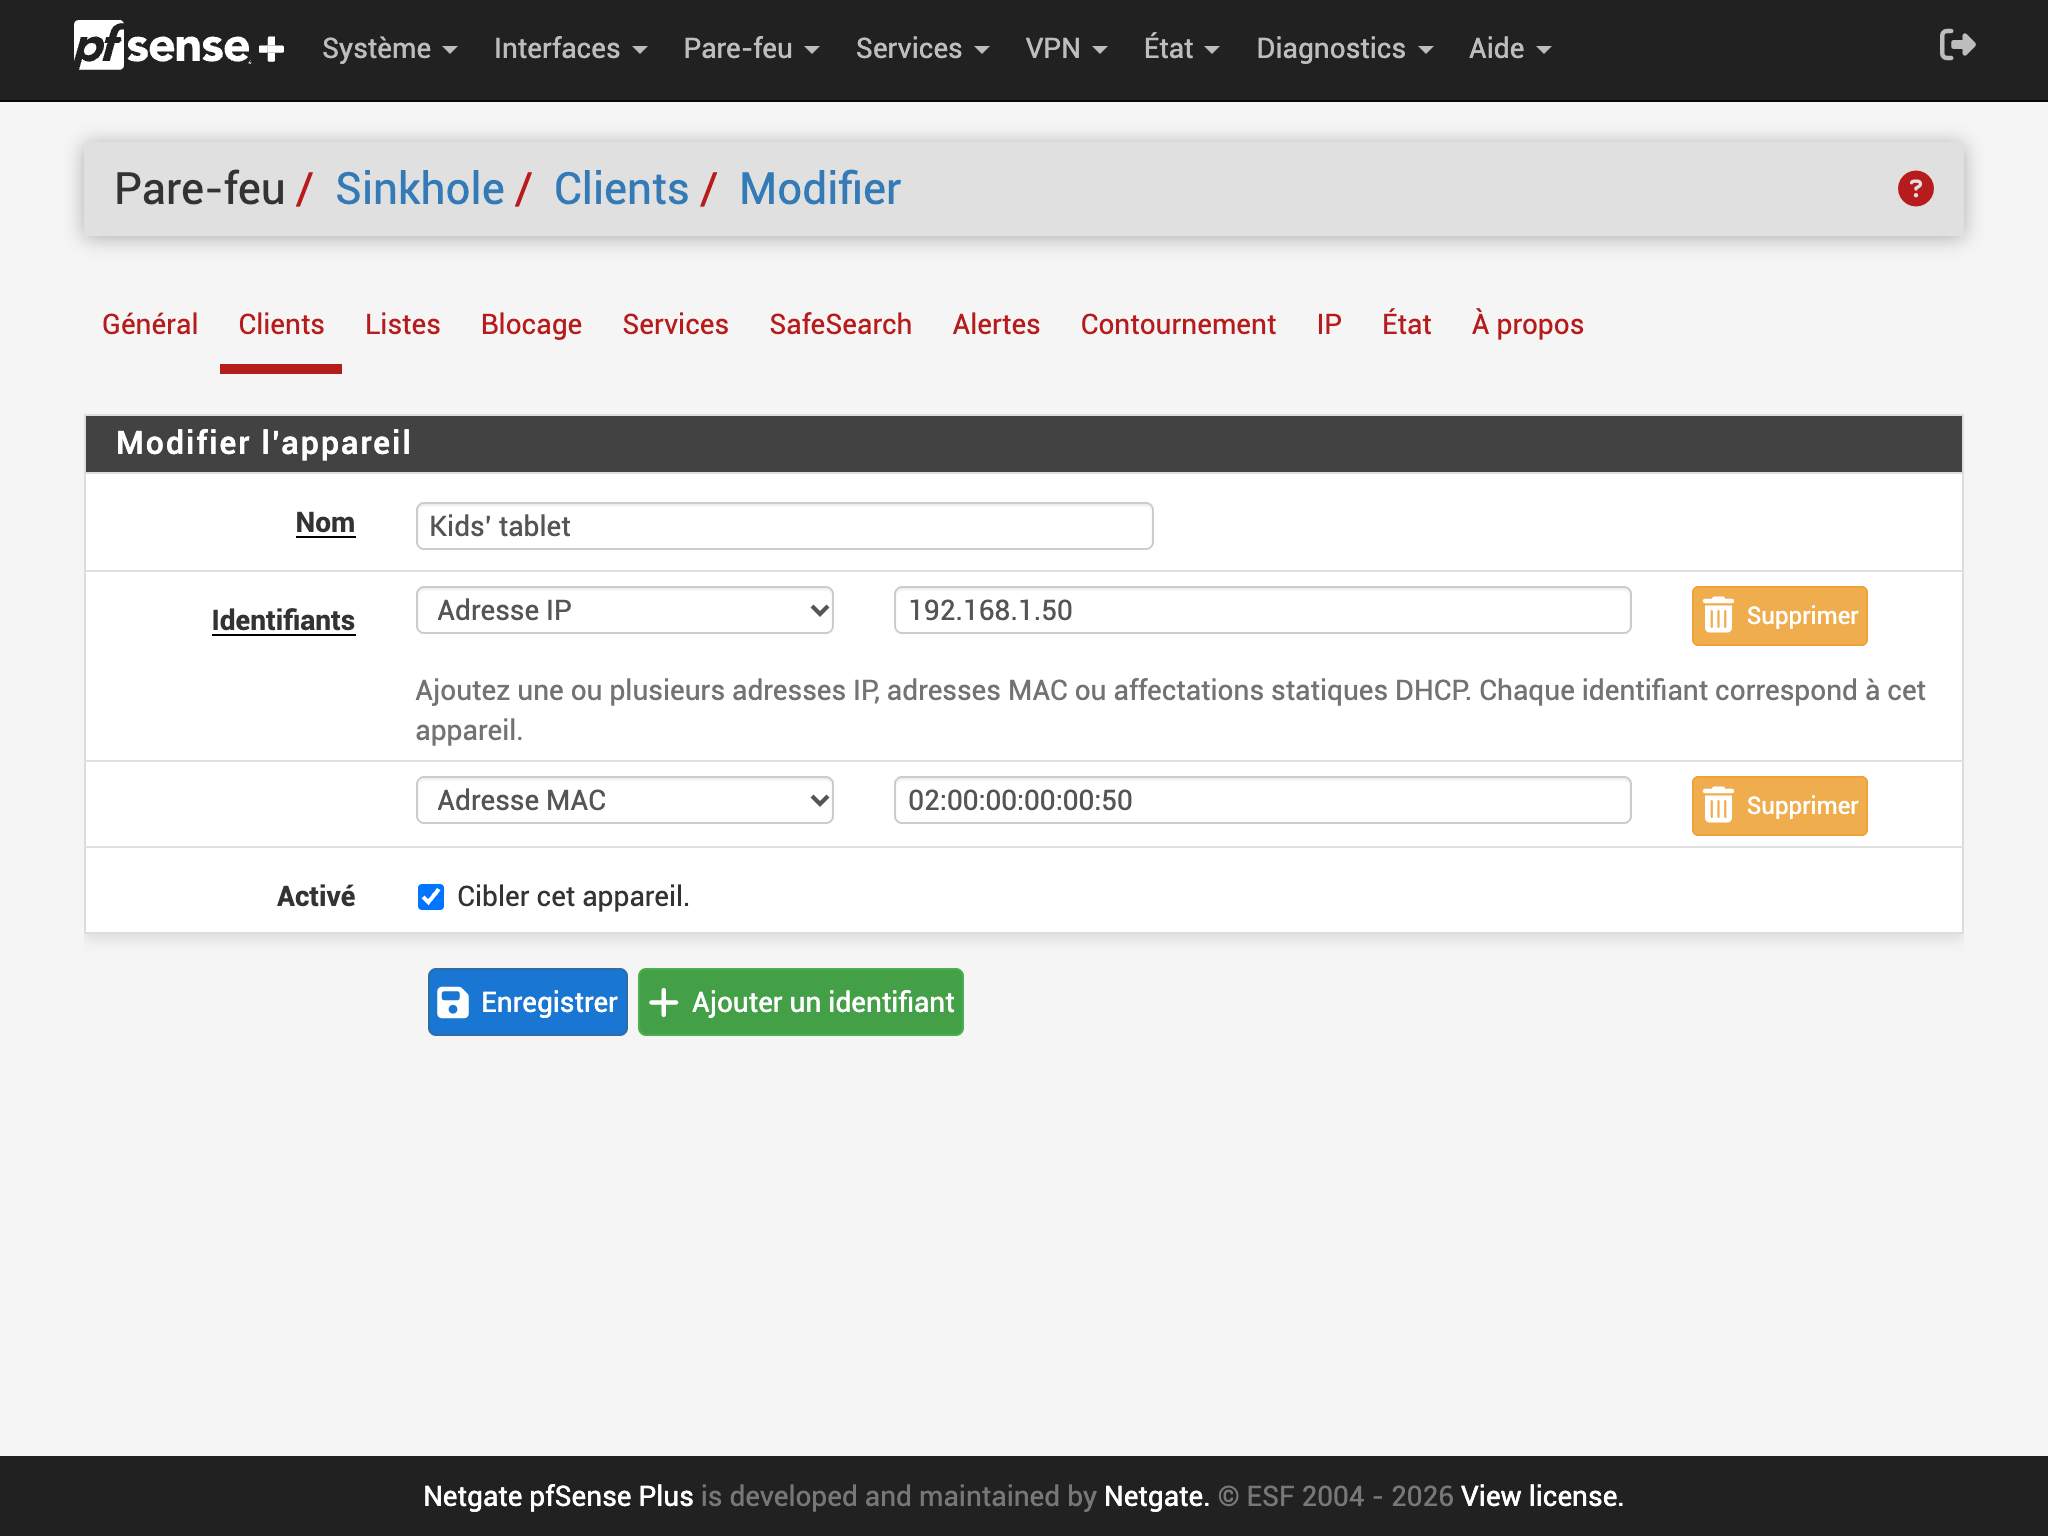 pfsense+ Système Interfaces Pare-feu Services VPN État Diagnostics Aide
Pare-feu / Sinkhole / Clients / Modifier ?
Général Clients Listes Blocage Services SafeSearch Alertes Contournement IP État À propos
Modifier l'appareil
Nom Kids' tablet
Identifiants Adresse IP 192.168.1.50 Supprimer
Ajoutez une ou plusieurs adresses IP, adresses MAC ou affectations statiques DHCP. Chaque identifiant correspond à cet
appareil.
Adresse MAC 02:00:00:00:00:50 Supprimer
Activé Cibler cet appareil.
Enregistrer Ajouter un identifiant
Netgate pfSense Plus is developed and maintained by Netgate. © ESF 2004 - 2026 View license.